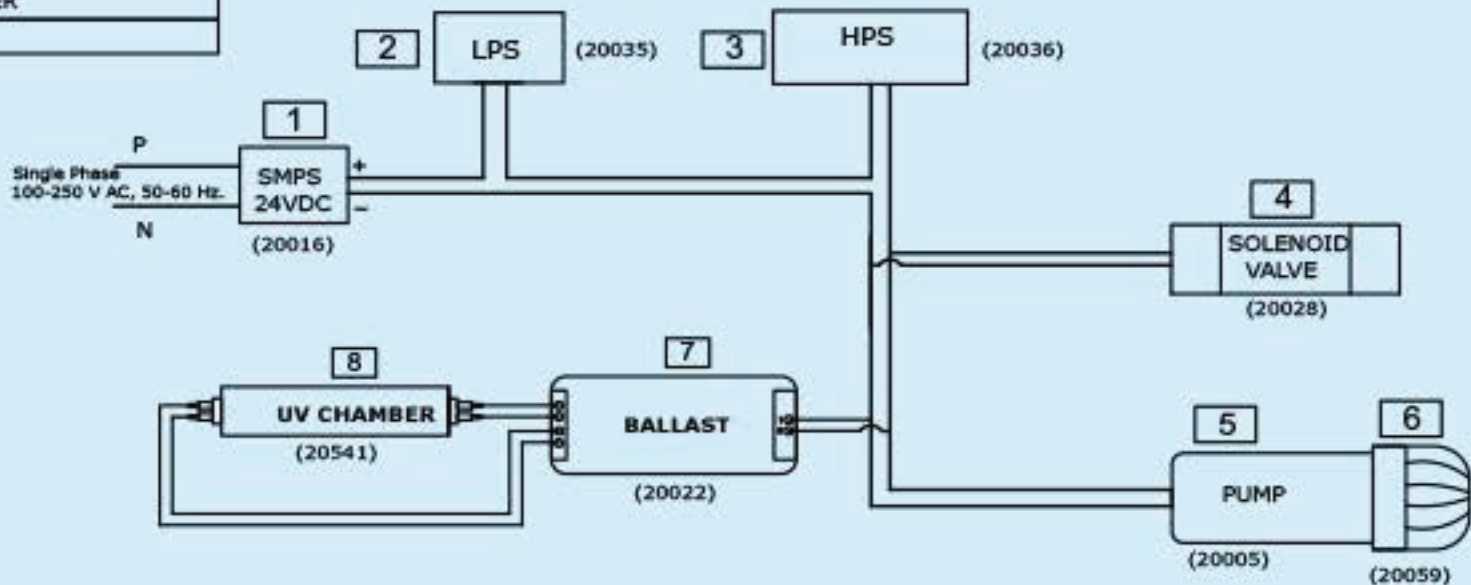 ER
2
LPS
(20035)
3
HPS
(20036)
1
P
Single Phase
100-250 V AC, 50-60 Hz.
N
SMPS
24VDC
+
−
(20016)
4
SOLENOID
VALVE
(20028)
8
UV CHAMBER
(20541)
7
BALLAST
(20022)
5
PUMP
(20005)
6
(20059)